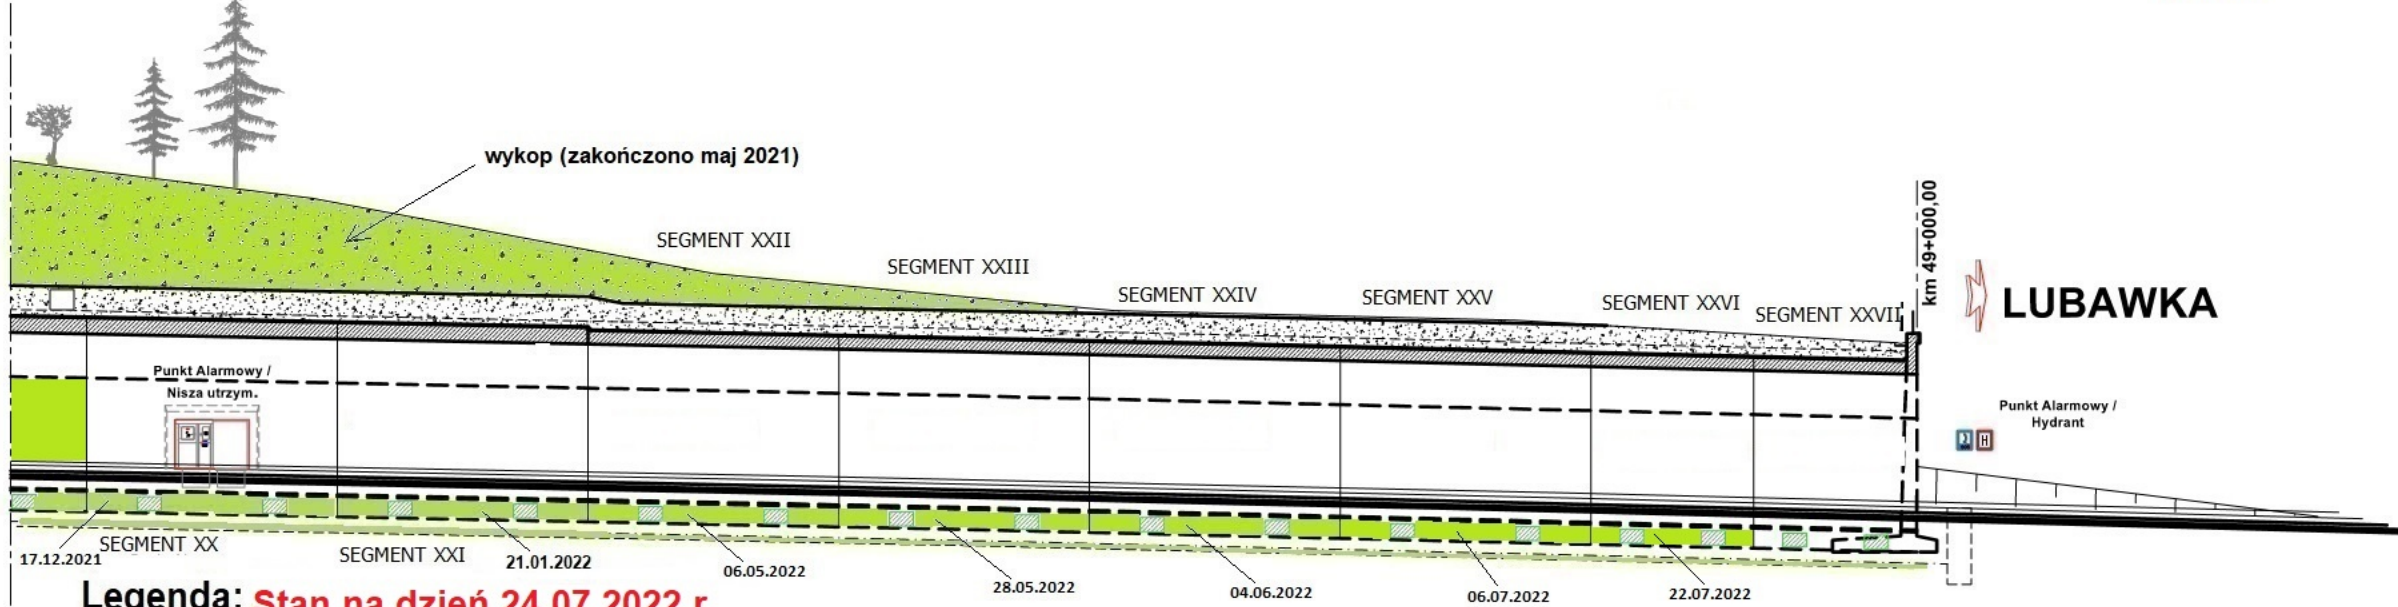 wykop (zakończono maj 2021)
SEGMENT XXII
SEGMENT XXIII
SEGMENT XXIV
SEGMENT XXV
SEGMENT XXVI
SEGMENT XXVII
km 49+000,00
LUBAWKA
Punkt Alarmowy /
Nisza utrzym.
Punkt Alarmowy /
Hydrant
H
17.12.2021
SEGMENT XX
SEGMENT XXI
21.01.2022
06.05.2022
28.05.2022
04.06.2022
06.07.2022
22.07.2022
Legenda: Stan na dzień 24.07.2022 r